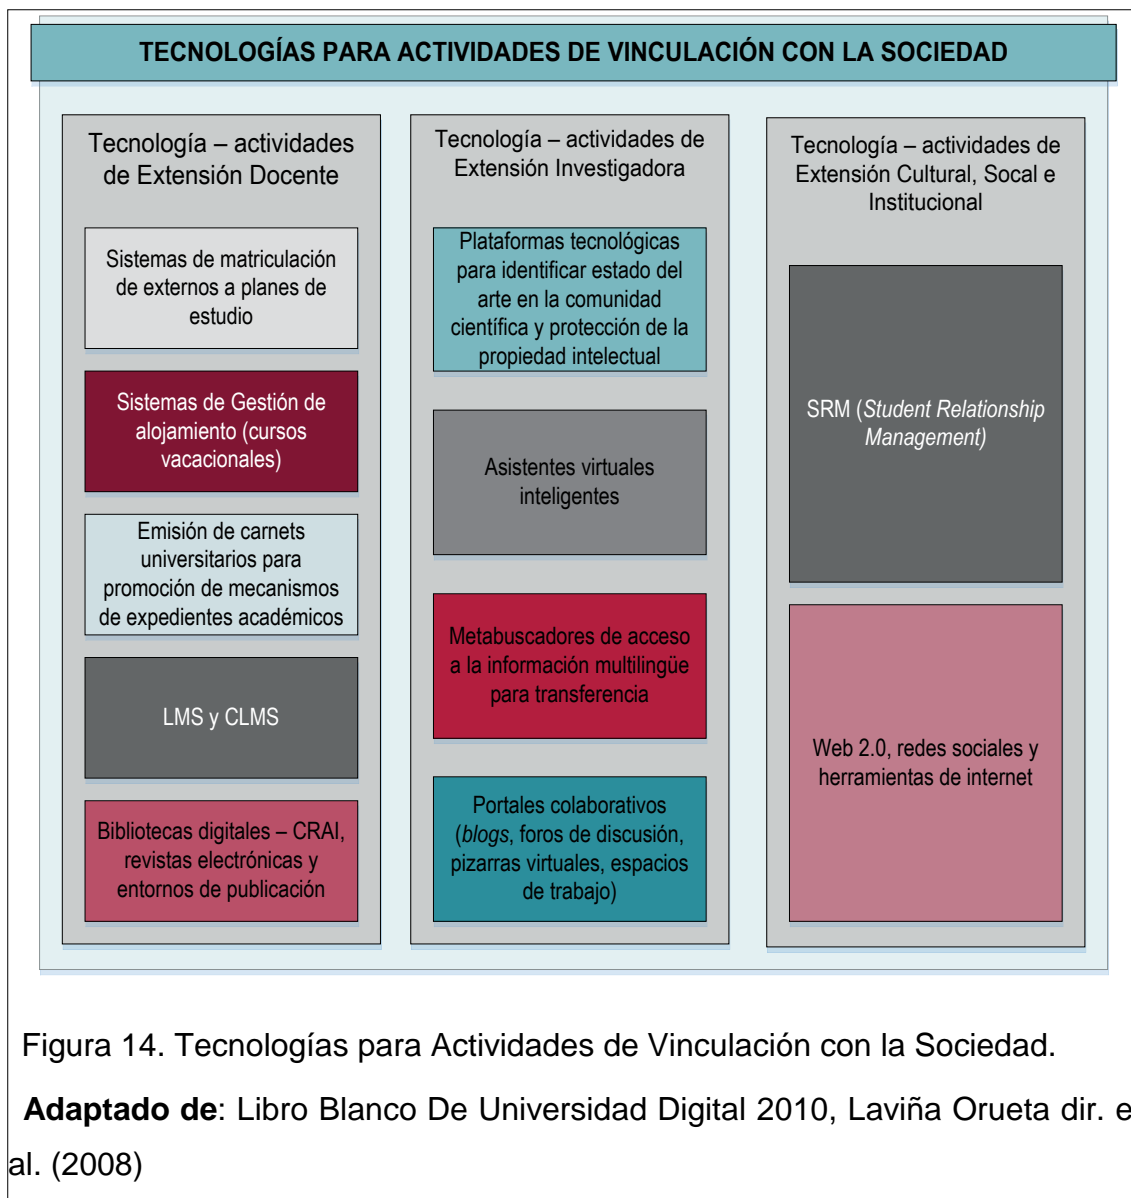 TECNOLOGÍAS PARA ACTIVIDADES DE VINCULACIÓN CON LA SOCIEDAD
Tecnología – actividades
de Extensión Docente
Sistemas de matriculación
de externos a planes de
estudio
Sistemas de Gestión de
alojamiento (cursos
vacacionales)
Emisión de carnets
universitarios para
promoción de mecanismos
de expedientes académicos
LMS y CLMS
Bibliotecas digitales – CRAI,
revistas electrónicas y
entornos de publicación
Tecnología – actividades de
Extensión Investigadora
Plataformas tecnológicas
para identificar estado del
arte en la comunidad
científica y protección de la
propiedad intelectual
Asistentes virtuales
inteligentes
Metabuscadores de acceso
a la información multilingüe
para transferencia
Portales colaborativos
(blogs, foros de discusión,
pizarras virtuales, espacios
de trabajo)
Tecnología – actividades de
Extensión Cultural, Socal e
Institucional
SRM (Student Relationship
Management)
Web 2.0, redes sociales y
herramientas de internet
Figura 14. Tecnologías para Actividades de Vinculación con la Sociedad.
Adaptado de: Libro Blanco De Universidad Digital 2010, Laviña Orueta dir. e
al. (2008)